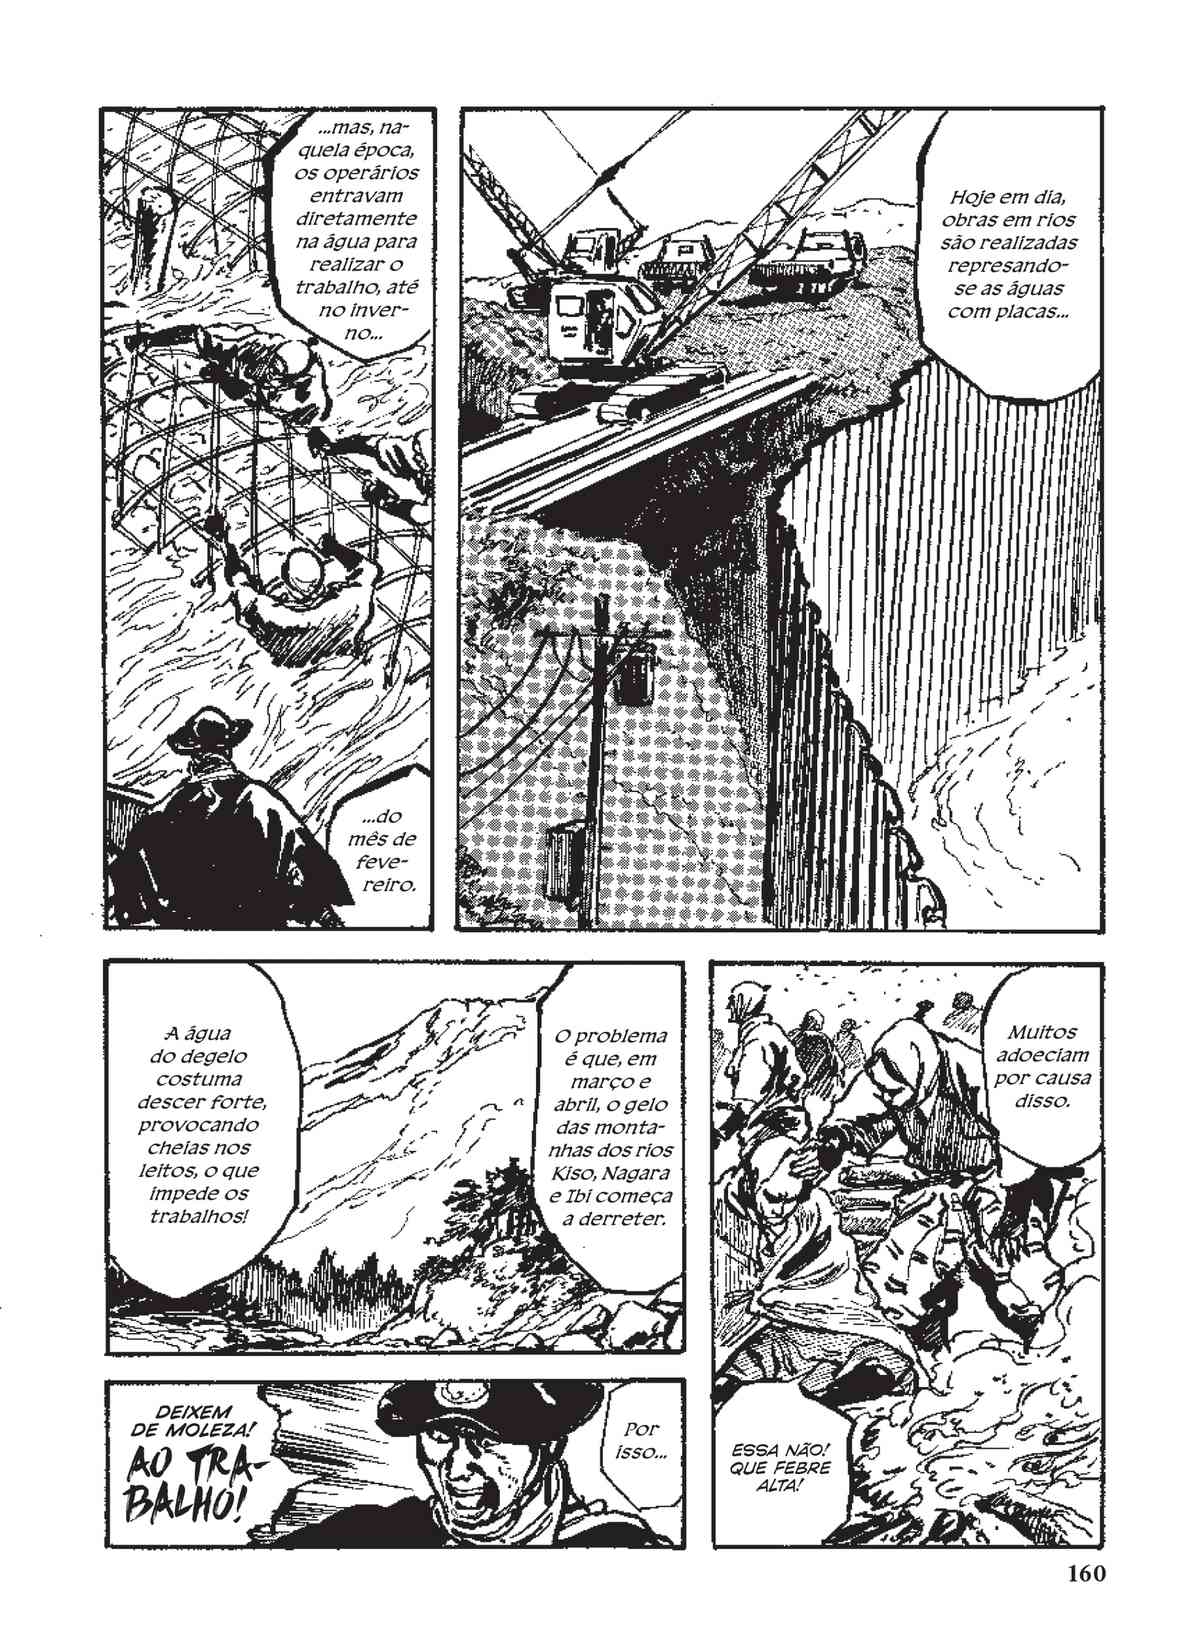 Hoje em dia,
obras em rios
são realizadas
represando-
se as águas
com placas...
...mas, na-
quela época,
os operários
entravam
diretamente
na água para
realizar o
trabalho, até
no inver-
no...
...do
mês de
feve-
reiro.
Muitos
adoeciam
por causa
disso.
ESSA NÃO!
QUE FEBRE
ALTA!
O problema
é que, em
março e
abril, o gelo
das monta-
nhas dos rios
Kiso, Nagara
e Ibi começa
a derreter.
A água
do degelo
costuma
descer forte,
provocando
cheias nos
leitos, o que
impede os
trabalhos!
Por
isso...
DEIXEM
DE MOLEZA!
AO TRA-
BALHO!
160